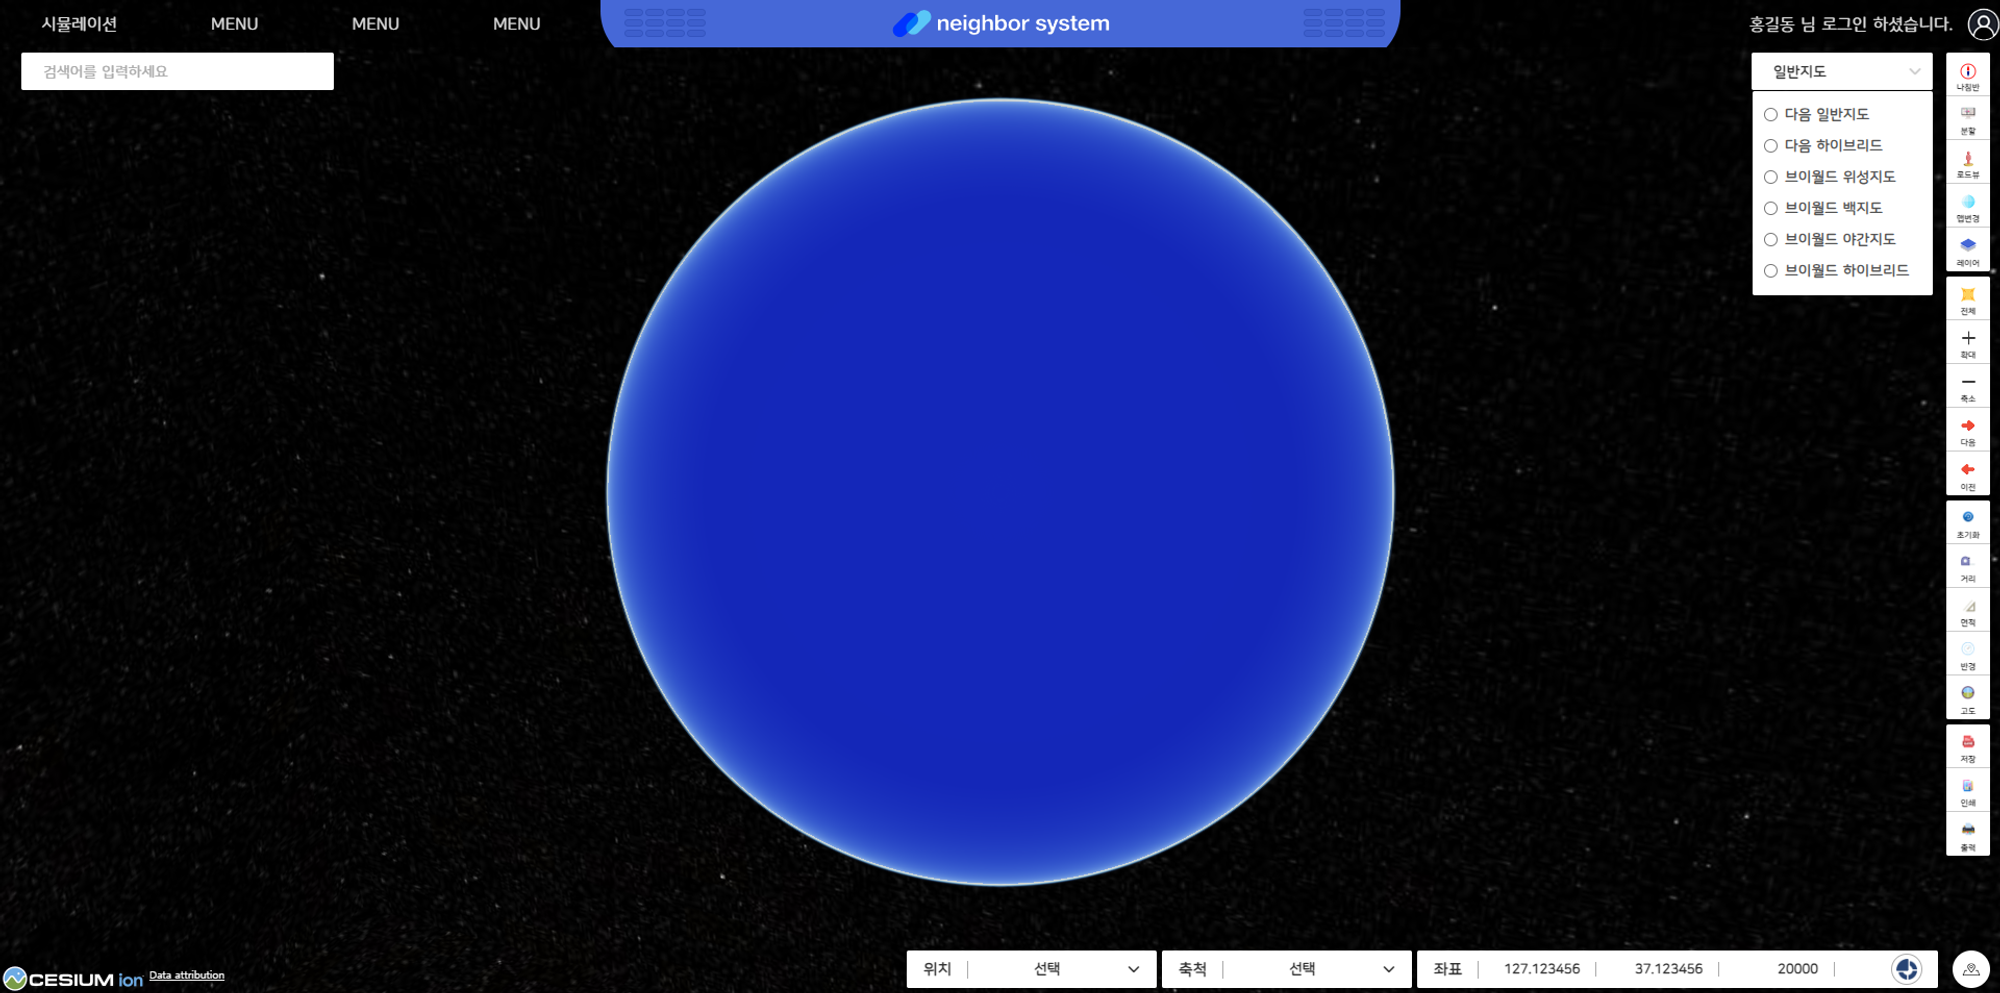 시뮬레이션 MENU MENU MENU neighbor system 홍길동 님 로그인 하셨습니다.
검색어를 입력하세요
일반지도
다음 일반지도
다음 하이브리드
브이월드 위성지도
브이월드 백지도
브이월드 야간지도
브이월드 하이브리드
나침반
분할
로드뷰
맵변경
레이어
전체
확대
축소
다음
이전
초기화
거리
면적
반경
고도
저장
인쇄
출력
CESIUM ion Data attribution
위치 선택 축척 선택 좌표 127.123456 37.123456 20000